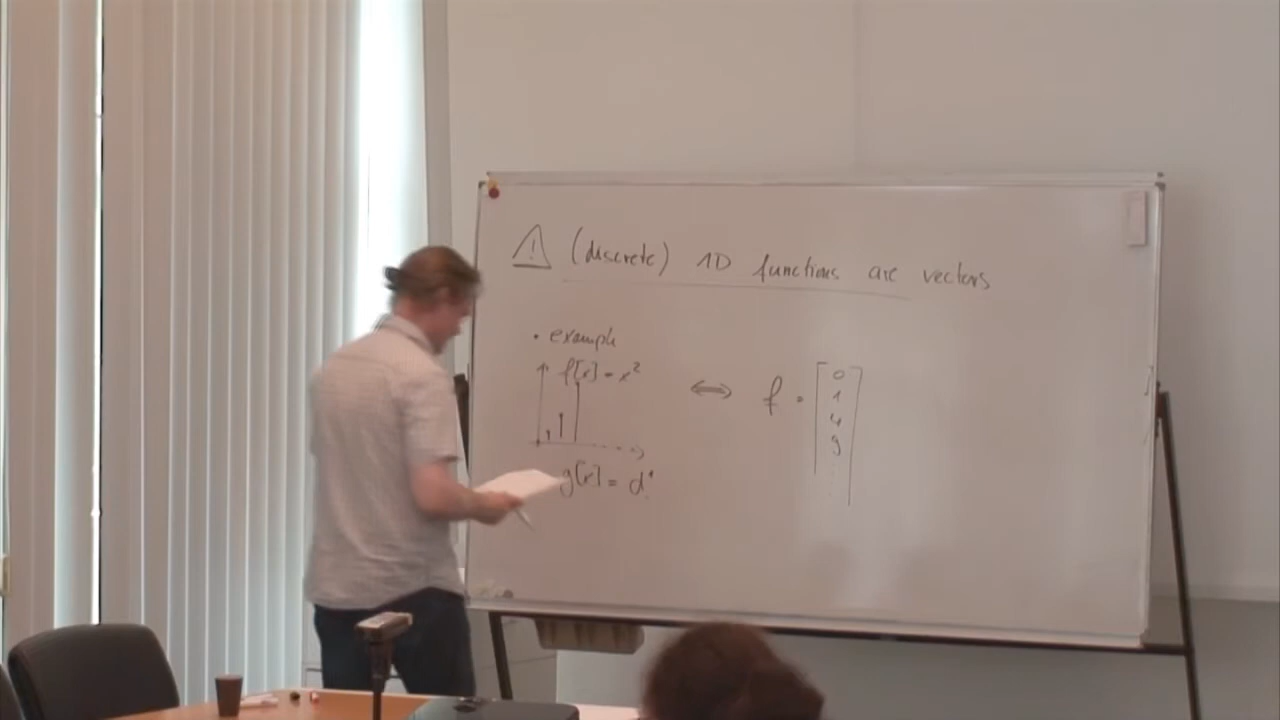 ! (discrete) 1D functions are vectors
• example
f[x] = x²
⟺ f = [0 1 4 9
g[x] =